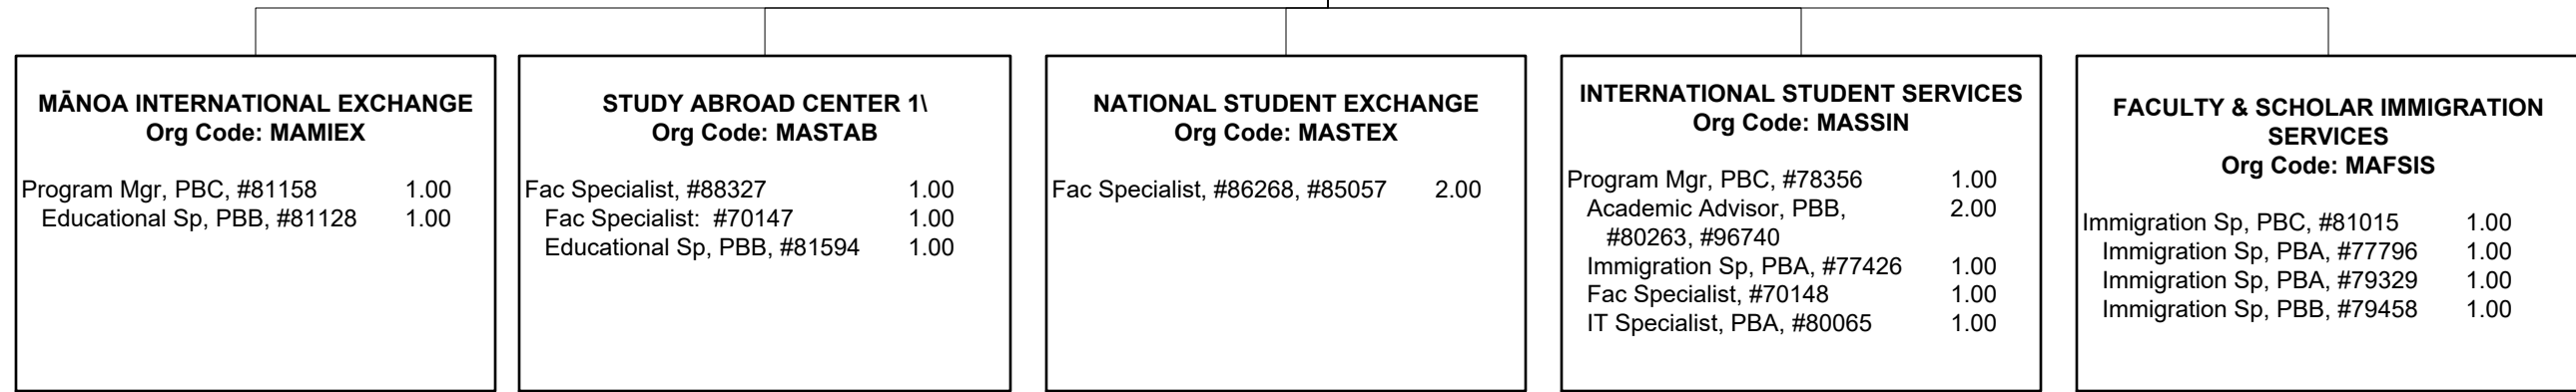 MĀNOA INTERNATIONAL EXCHANGE
Org Code: MAMIEX
Program Mgr, PBC, #81158 1.00
Educational Sp, PBB, #81128 1.00
STUDY ABROAD CENTER 1\
Org Code: MASTAB
Fac Specialist, #88327 1.00
Fac Specialist: #70147 1.00
Educational Sp, PBB, #81594 1.00
NATIONAL STUDENT EXCHANGE
Org Code: MASTEX
Fac Specialist, #86268, #85057 2.00
INTERNATIONAL STUDENT SERVICES
Org Code: MASSIN
Program Mgr, PBC, #78356 1.00
Academic Advisor, PBB, 2.00
#80263, #96740
Immigration Sp, PBA, #77426 1.00
Fac Specialist, #70148 1.00
IT Specialist, PBA, #80065 1.00
FACULTY & SCHOLAR IMMIGRATION
SERVICES
Org Code: MAFSIS
Immigration Sp, PBC, #81015 1.00
Immigration Sp, PBA, #77796 1.00
Immigration Sp, PBA, #79329 1.00
Immigration Sp, PBB, #79458 1.00